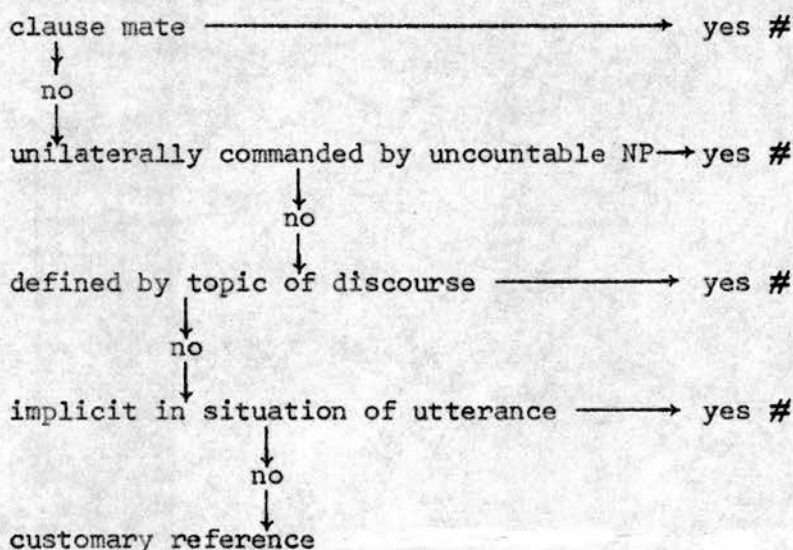 clause mate yes #
no
unilaterally commanded by uncountable NP yes #
no
defined by topic of discourse yes #
no
implicit in situation of utterance yes #
no
customary reference